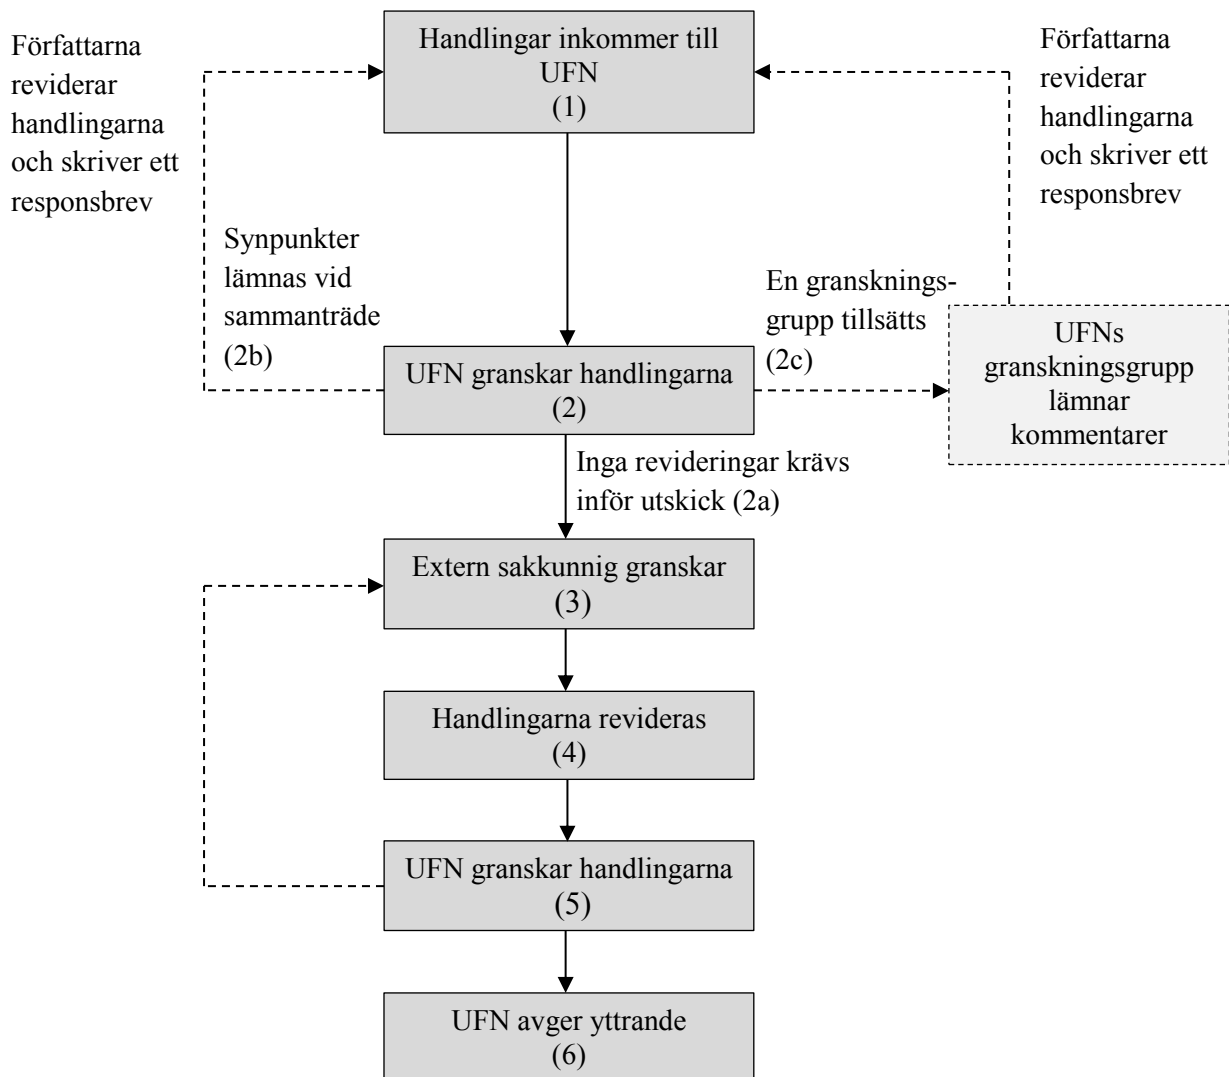 Handlingar inkommer till
UFN
(1)
Författarna
reviderar
handlingarna
och skriver ett
responsbrev
Författarna
reviderar
handlingarna
och skriver ett
responsbrev
Synpunkter
lämnas vid
sammanträde
(2b)
En gransknings-
grupp tillsätts
(2c)
UFN granskar handlingarna
(2)
UFNs
granskningsgrupp
lämnar
kommentarer
Inga revideringar krävs
inför utskick (2a)
Extern sakkunnig granskar
(3)
Handlingarna revideras
(4)
UFN granskar handlingarna
(5)
UFN avger yttrande
(6)